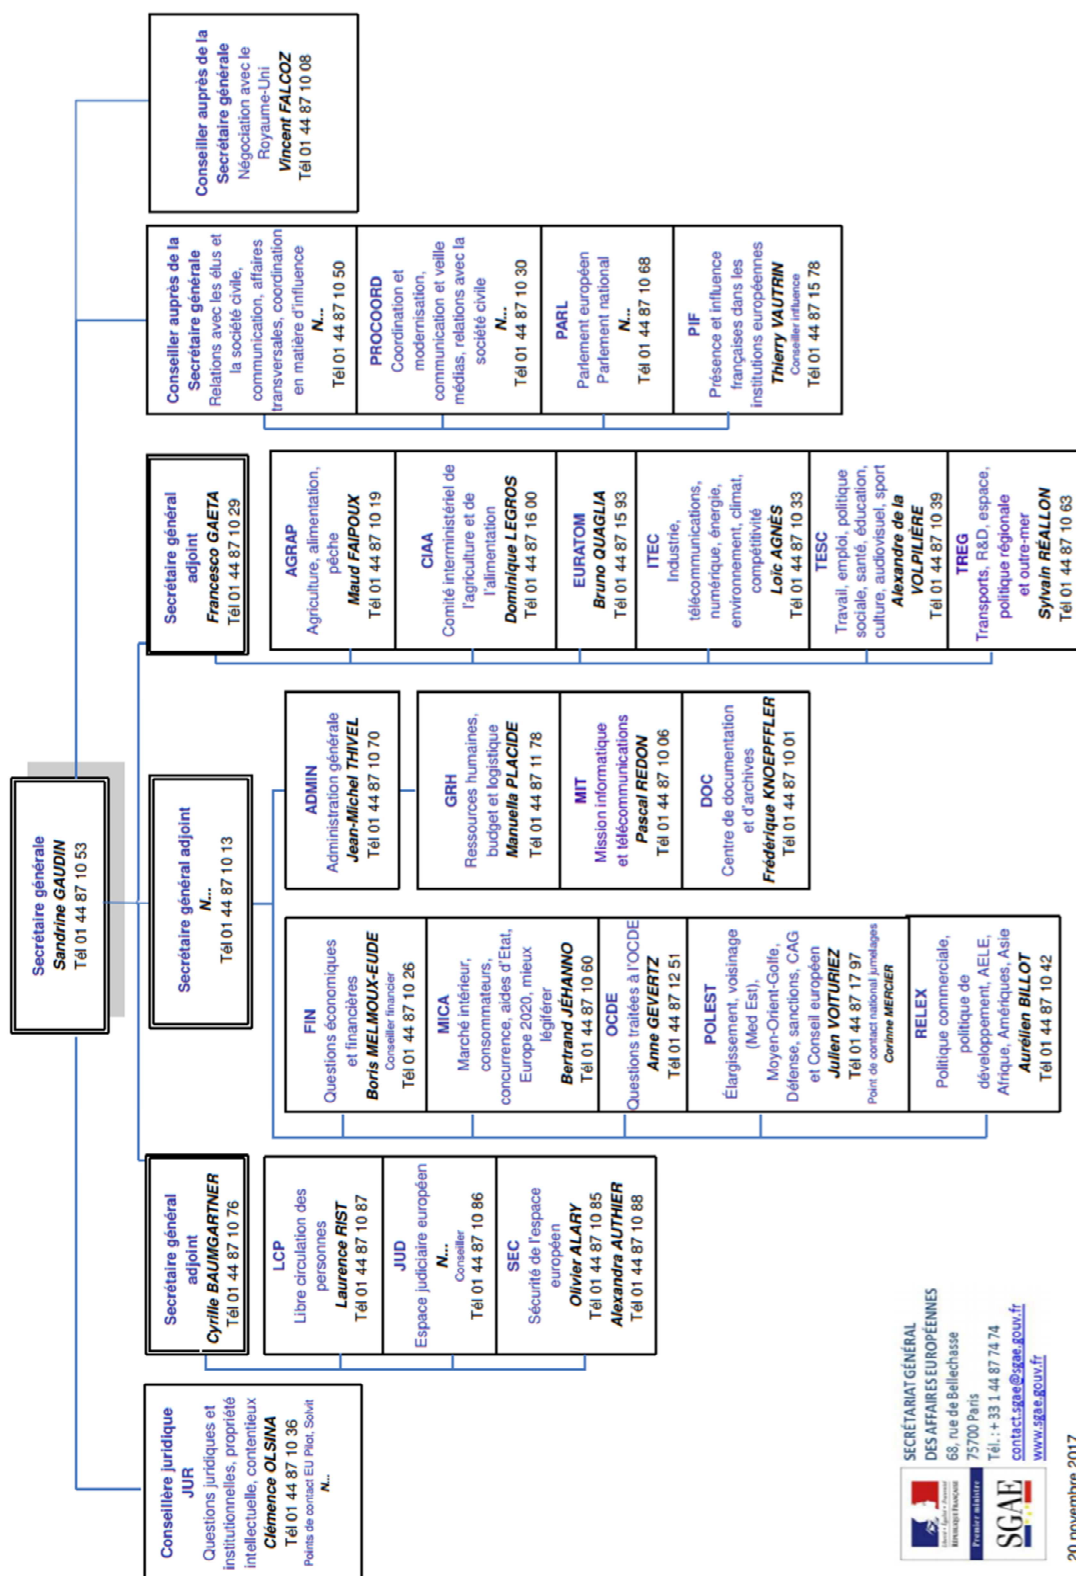 Secrétaire générale
Sandrine GAUDIN
Tél 01 44 87 10 53
Conseillère juridique
JUR
Questions juridiques et
institutionnelles, propriété
intellectuelle, contentieux
Clémence OLSINA
Tél 01 44 87 10 36
Points de contact EU Pilot, Solvit
N...
Secrétaire général
adjoint
Cyrille BAUMGARTNER
Tél 01 44 87 10 76
LCP
Libre circulation des
personnes
Laurence RIST
Tél 01 44 87 10 87
JUD
Espace judiciaire européen
N...
Conseiller
Tél 01 44 87 10 86
SEC
Sécurité de l'espace
européen
Olivier ALARY
Tél 01 44 87 10 85
Alexandra AUTHIER
Tél 01 44 87 10 88
Secrétaire général adjoint
N...
Tél 01 44 87 10 13
FIN
Questions économiques
et financières
Boris MELMOUX-EUDE
Conseiller financier
Tél 01 44 87 10 26
MICA
Marché intérieur,
consommateurs,
concurrence, aides d'Etat,
Europe 2020, mieux
légiférer
Bertrand JÉHANNO
Tél 01 44 87 10 60
OCDE
Questions traitées à l'OCDE
Anne GEVERTZ
Tél 01 44 87 12 51
POLEST
Élargissement, voisinage
(Med Est),
Moyen-Orient-Golfe,
Défense, sanctions, CAG
et Conseil européen
Julien VOITURIEZ
Tél 01 44 87 17 97
Point de contact national jumelages
Corinne MERCIER
RELEX
Politique commerciale,
politique de
développement, AELE,
Afrique, Amériques, Asie
Aurélien BILLOT
Tél 01 44 87 10 42
ADMIN
Administration générale
Jean-Michel THIVEL
Tél 01 44 87 10 70
GRH
Ressources humaines,
budget et logistique
Manuella PLACIDE
Tél 01 44 87 11 78
MIT
Mission informatique
et télécommunications
Pascal REDON
Tél 01 44 87 10 06
DOC
Centre de documentation
et d'archives
Frédérique KNOEPFFLER
Tél 01 44 87 10 01
Secrétaire général
adjoint
Francesco GAETA
Tél 01 44 87 10 29
AGRAP
Agriculture, alimentation,
pêche
Maud FAIPOUX
Tél 01 44 87 10 19
CIAA
Comité interministériel de
l'agriculture et de
l'alimentation
Dominique LEGROS
Tél 01 44 87 16 00
EURATOM
Bruno QUAGLIA
Tél 01 44 87 15 93
ITEC
Industrie,
télécommunications,
numérique, énergie,
environnement, climat,
compétitivité
Loïc AGNÈS
Tél 01 44 87 10 33
TESC
Travail, emploi, politique
sociale, santé, éducation,
culture, audiovisuel, sport
Alexandre de la
VOLPILIÈRE
Tél 01 44 87 10 39
TREG
Transports, R&D, espace,
politique régionale
et outre-mer
Sylvain RÉALLON
Tél 01 44 87 10 63
Conseiller auprès de la
Secrétaire générale
Relations avec les élus et
la société civile,
communication, affaires
transversales, coordination
en matière d'influence
N...
Tél 01 44 87 10 50
PROCOORD
Coordination et
modernisation,
communication et veille
médias, relations avec la
société civile
N...
Tél 01 44 87 10 30
PARL
Parlement européen
Parlement national
N...
Tél 01 44 87 10 68
PIF
Présence et influence
françaises dans les
institutions européennes
Thierry VAUTRIN
Conseiller influence
Tél 01 44 87 15 78
Conseiller auprès de la
Secrétaire générale
Négociation avec le
Royaume-Uni
Vincent FALCOZ
Tél 01 44 87 10 08
Liberté • Égalité • Fraternité
RÉPUBLIQUE FRANÇAISE
Premier ministre
SGAE
SECRÉTARIAT GÉNÉRAL
DES AFFAIRES EUROPÉENNES
68, rue de Bellechasse
75700 Paris
Tél. : + 33 1 44 87 74 74
contact.sgae@sgae.gouv.fr
www.sgae.gouv.fr
20 novembre 2017